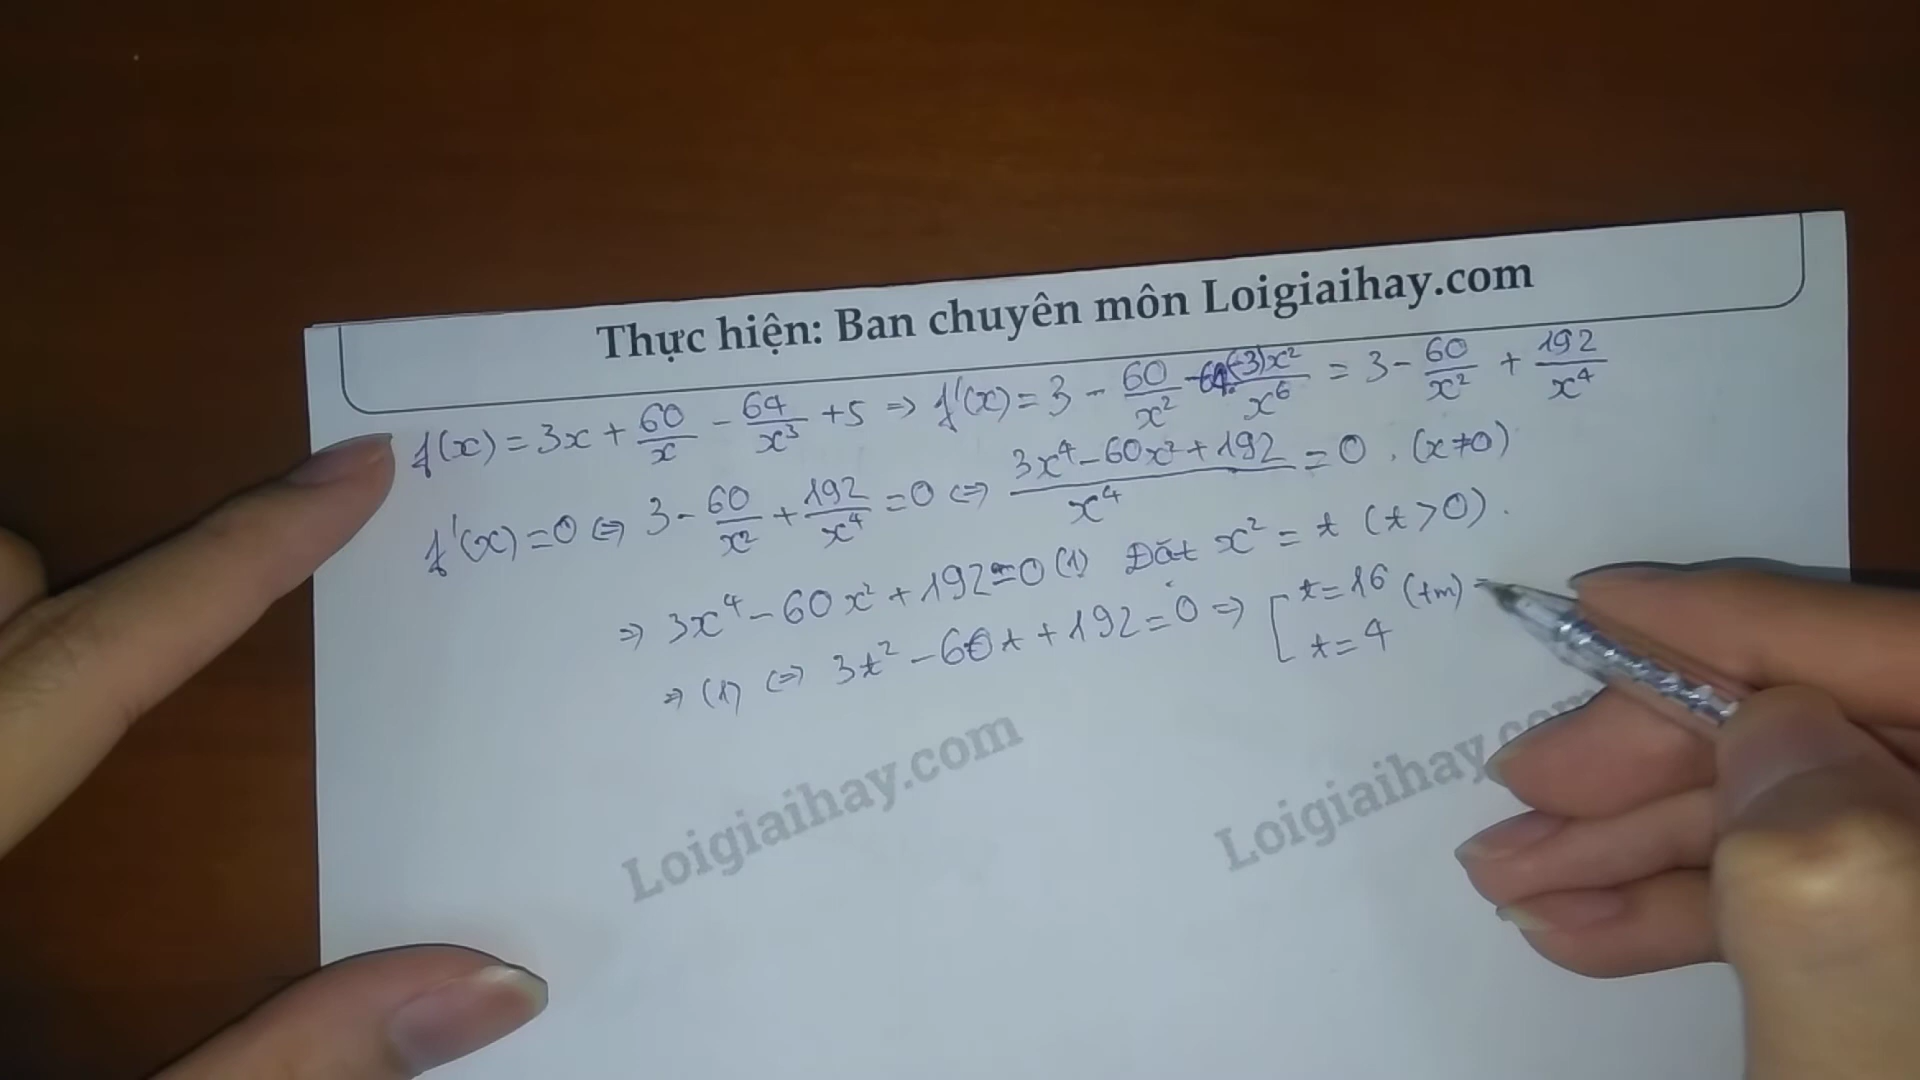 Thực hiện: Ban chuyên môn Loigiaihay.com
f(x) = 3x + 60/x - 64/x³ + 5 => f'(x) = 3 - 60/x² - 64.(-3)x²/x⁶ = 3 - 60/x² + 192/x⁴
f'(x) = 0 <=> 3 - 60/x² + 192/x⁴ = 0 <=> (3x⁴ - 60x² + 192)/x⁴ = 0 . (x ≠ 0)
=> 3x⁴ - 60x² + 192 = 0 (1) Đăt x² = t (t > 0) .
=> (1) <=> 3t² - 60t + 192 = 0 => [ t = 16 (tm) =
t = 4
Loigiaihay.com
Loigiaihay.com